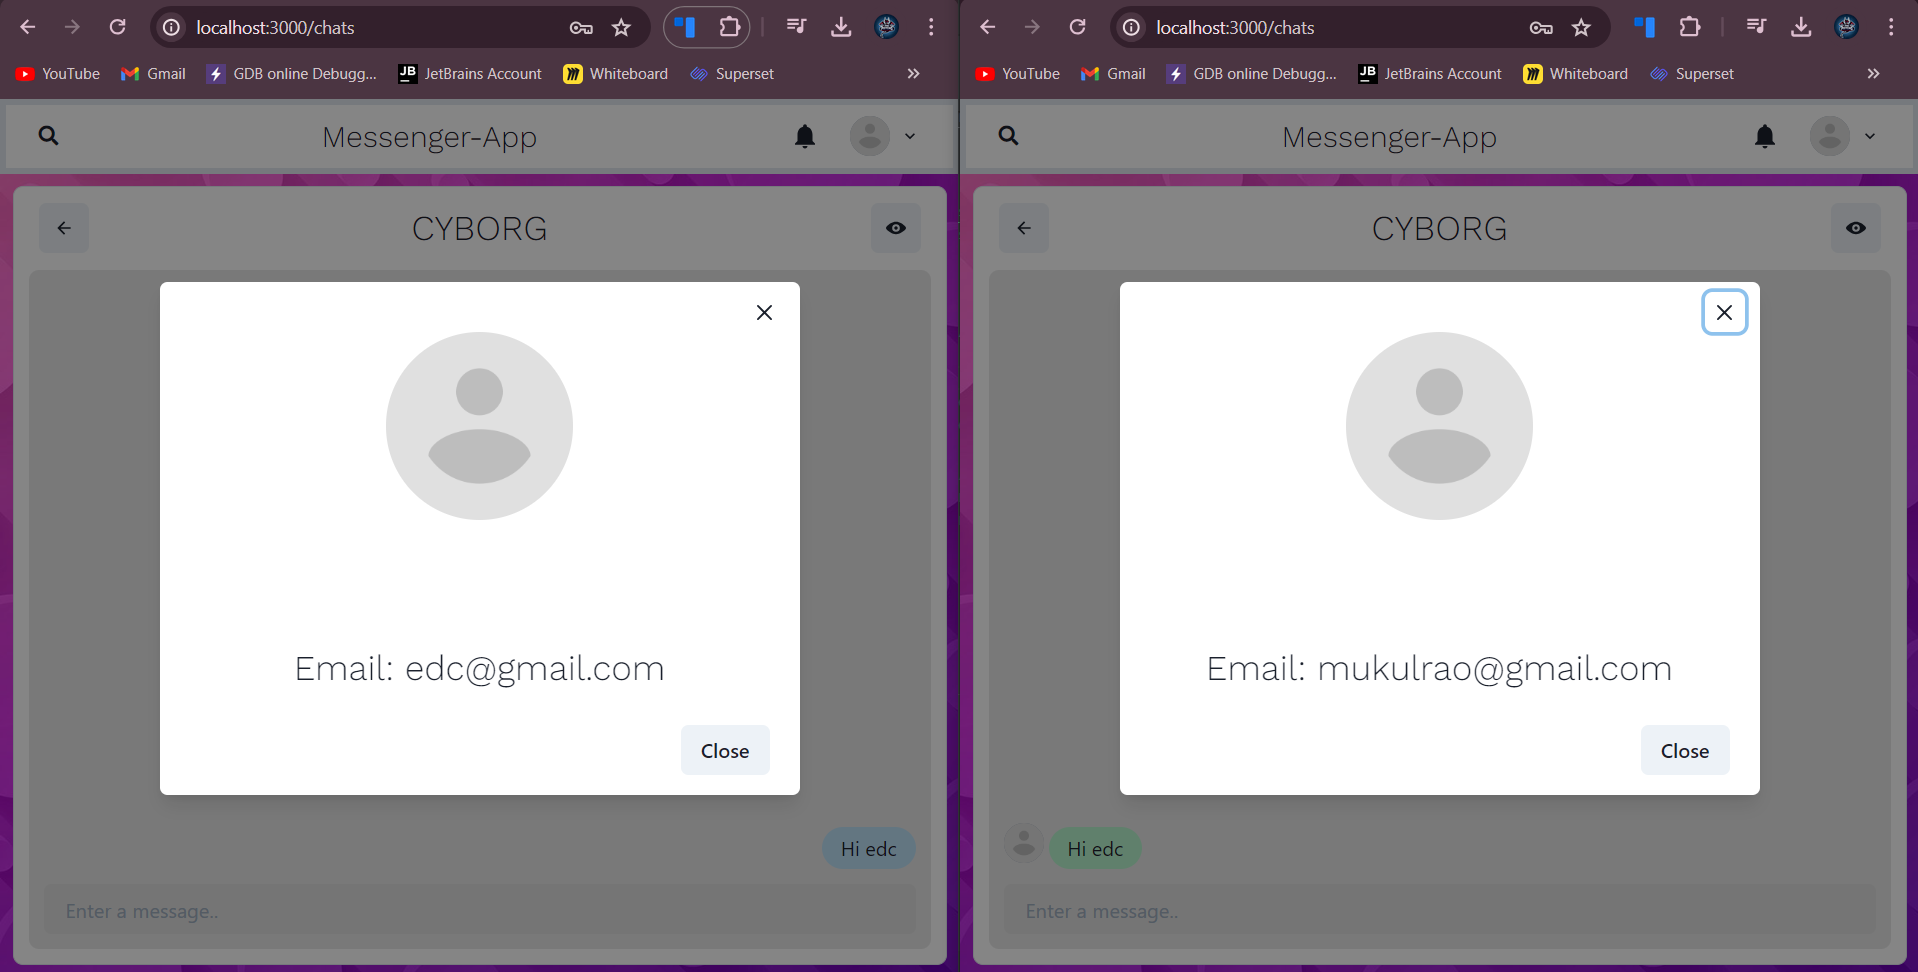 localhost:3000/chats
YouTube Gmail GDB online Debugg... JB JetBrains Account Whiteboard Superset
Messenger-App
CYBORG
Email: edc@gmail.com
Close
Hi edc
Enter a message..
localhost:3000/chats
YouTube Gmail GDB online Debugg... JB JetBrains Account Whiteboard Superset
Messenger-App
CYBORG
Email: mukulrao@gmail.com
Close
Hi edc
Enter a message..